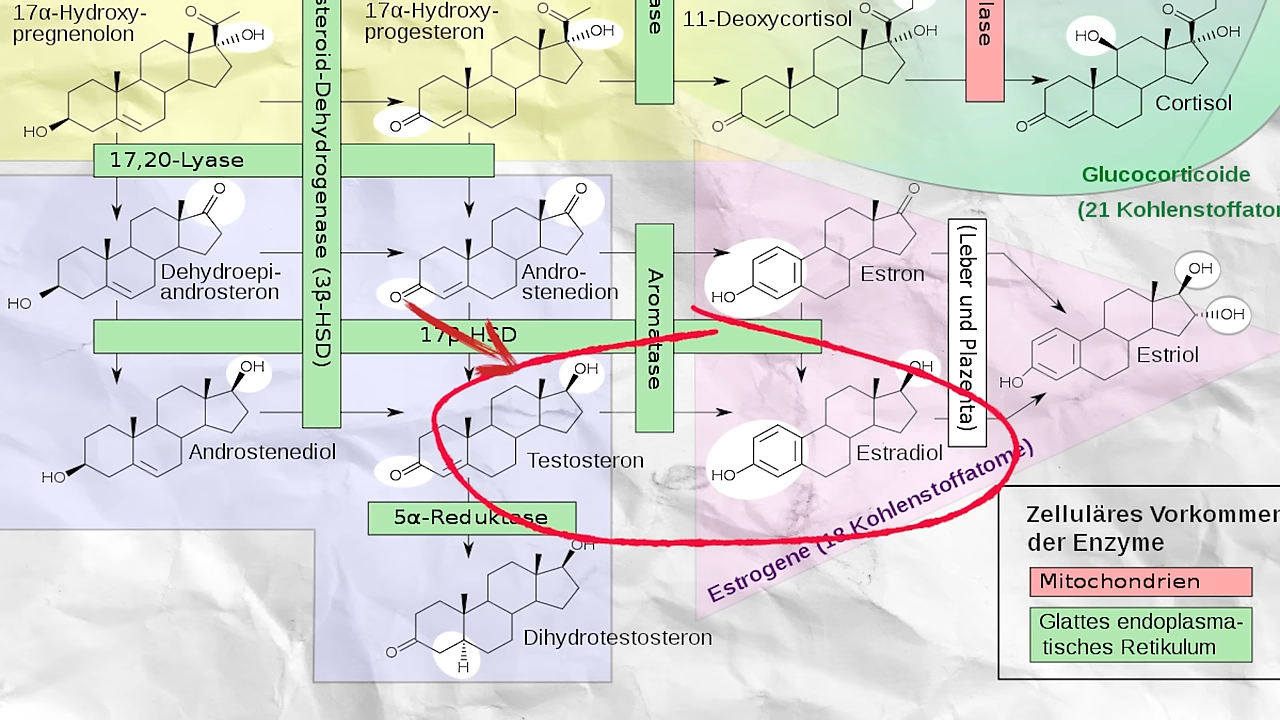 17α-Hydroxy-
pregnenolon
17α-Hydroxy-
progesteron
11-Deoxycortisol
Cortisol
OH
OH
OH
HO
OH
HO
O
O
O
O
O
O
O
17,20-Lyase
steroid-Dehydrogenase (3β-HSD)
ase
lase
Glucocorticoide
(21 Kohlenstoffator
O
O
O
HO
O
HO
Dehydroepi-
androsteron
Andro-
stenedion
Estron
Aromatase
(Leber und Plazenta)
OH
OH
HO
Estriol
17β-HSD
OH
OH
OH
HO
O
HO
Androstenediol
Testosteron
Estradiol
5α-Reduktase
Estrogene (18 Kohlenstoffatome)
OH
O
H
Dihydrotestosteron
Zelluläres Vorkommen
der Enzyme
Mitochondrien
Glattes endoplasma-
tisches Retikulum